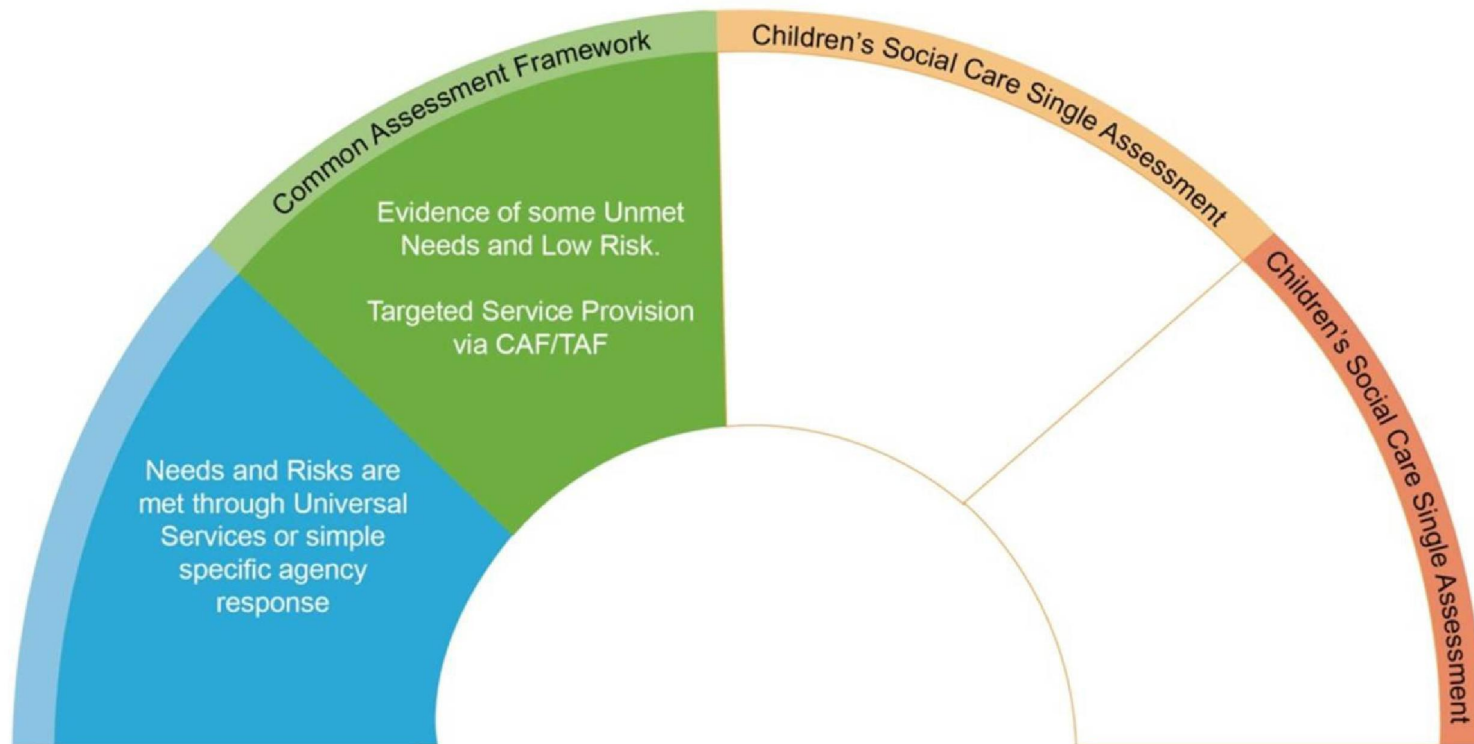 Common Assessment Framework
Children's Social Care Single Assessment
Children's Social Care Single Assessment
Evidence of some Unmet
Needs and Low Risk.
Targeted Service Provision
via CAF/TAF
Needs and Risks are
met through Universal
Services or simple
specific agency
response